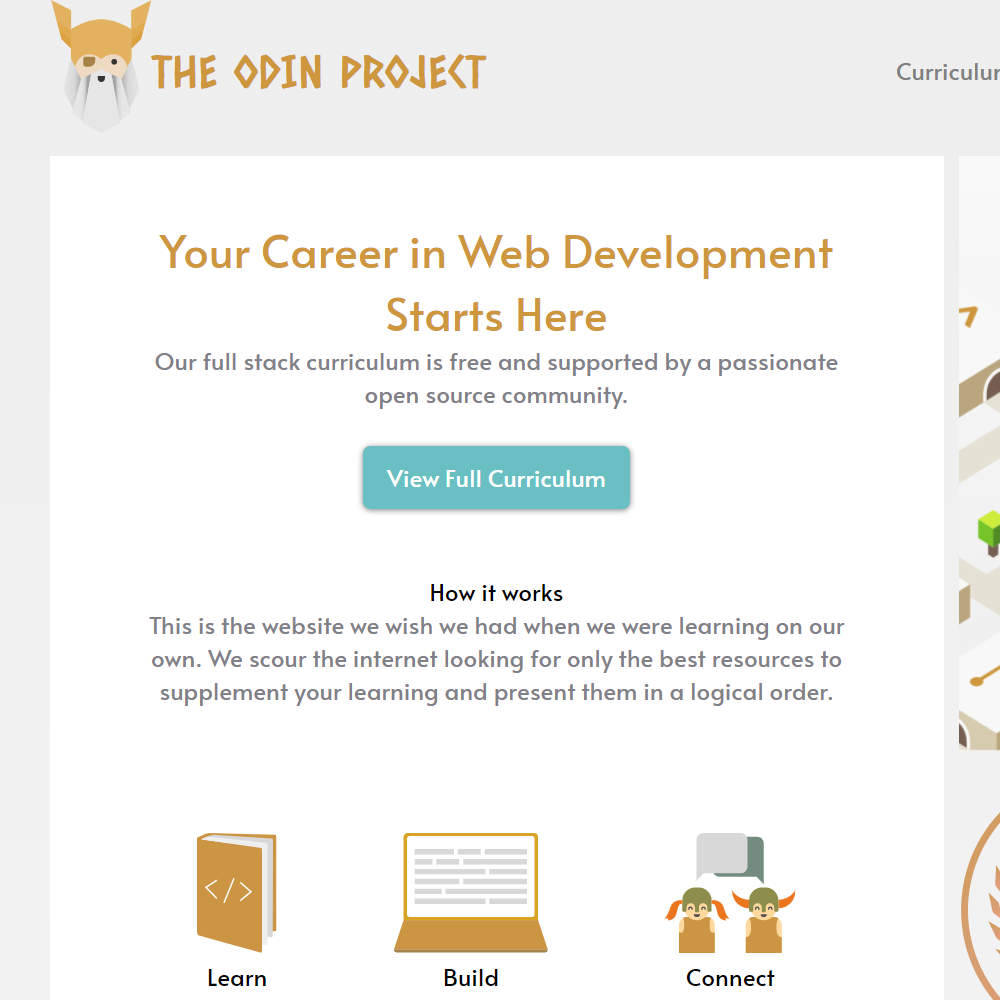 THE ODIN PROJECT
Curriculum
Your Career in Web Development
Starts Here
Our full stack curriculum is free and supported by a passionate
open source community.
View Full Curriculum
How it works
This is the website we wish we had when we were learning on our
own. We scour the internet looking for only the best resources to
supplement your learning and present them in a logical order.
</>
Learn
Build
Connect